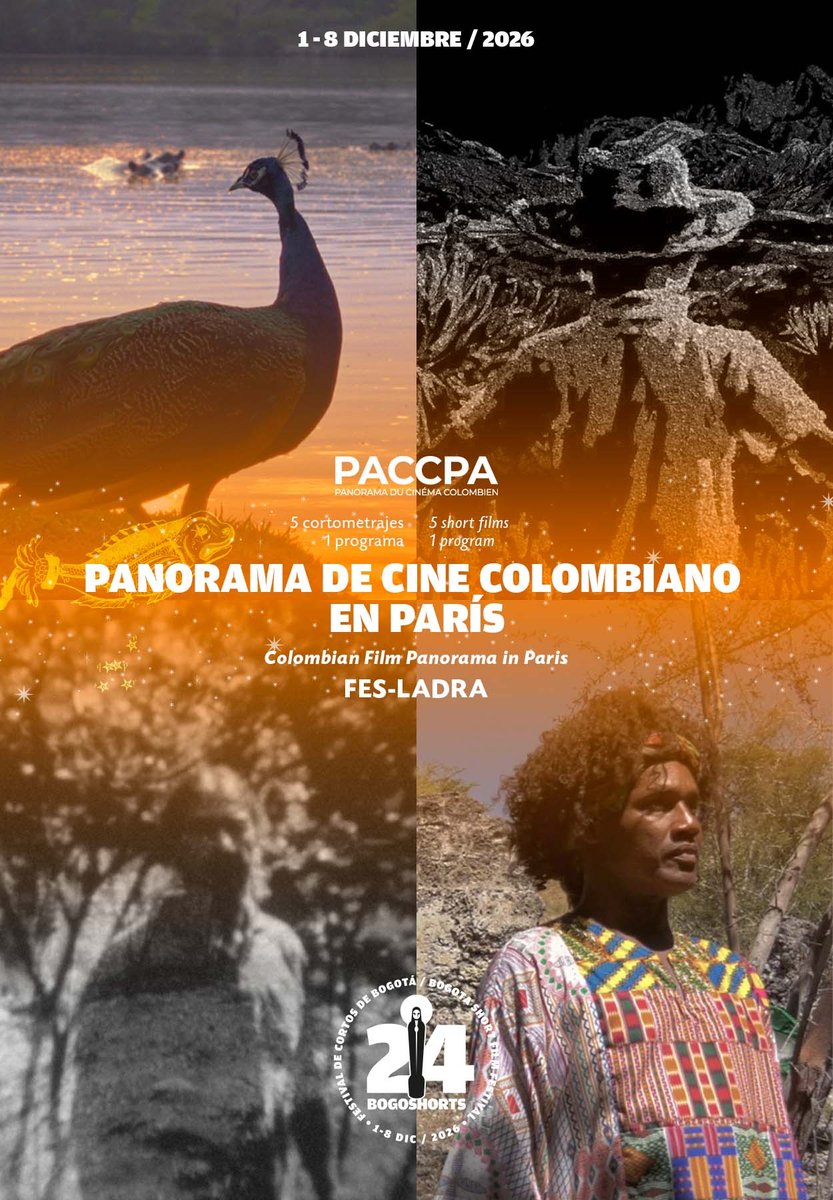 1 - 8 DICIEMBRE / 2026
PACCPA
PANORAMA DU CINÉMA COLOMBIEN
5 cortometrajes
1 programa
5 short films
1 program
PANORAMA DE CINE COLOMBIANO
EN PARÍS
Colombian Film Panorama in Paris
FES-LADRA
FESTIVAL DE CORTOS DE BOGOTÁ / BOGOTA SHORT FILM FESTIVAL
24
BOGOSHORTS
• 1-8 DIC / 2026 •